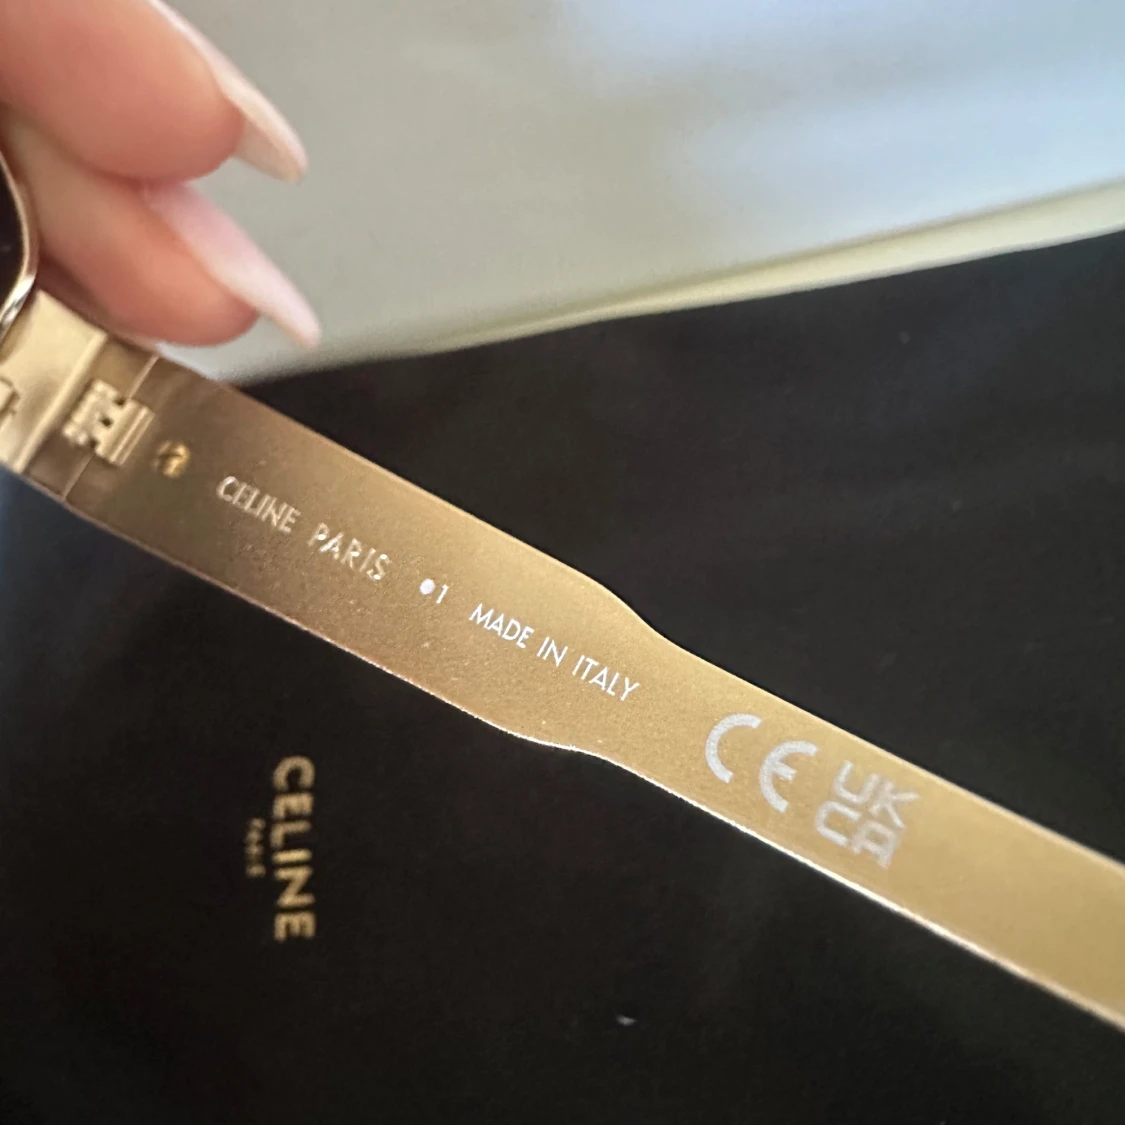 CELINE PARIS ●1 MADE IN ITALY CE UK
CA
CELINE
PARIS